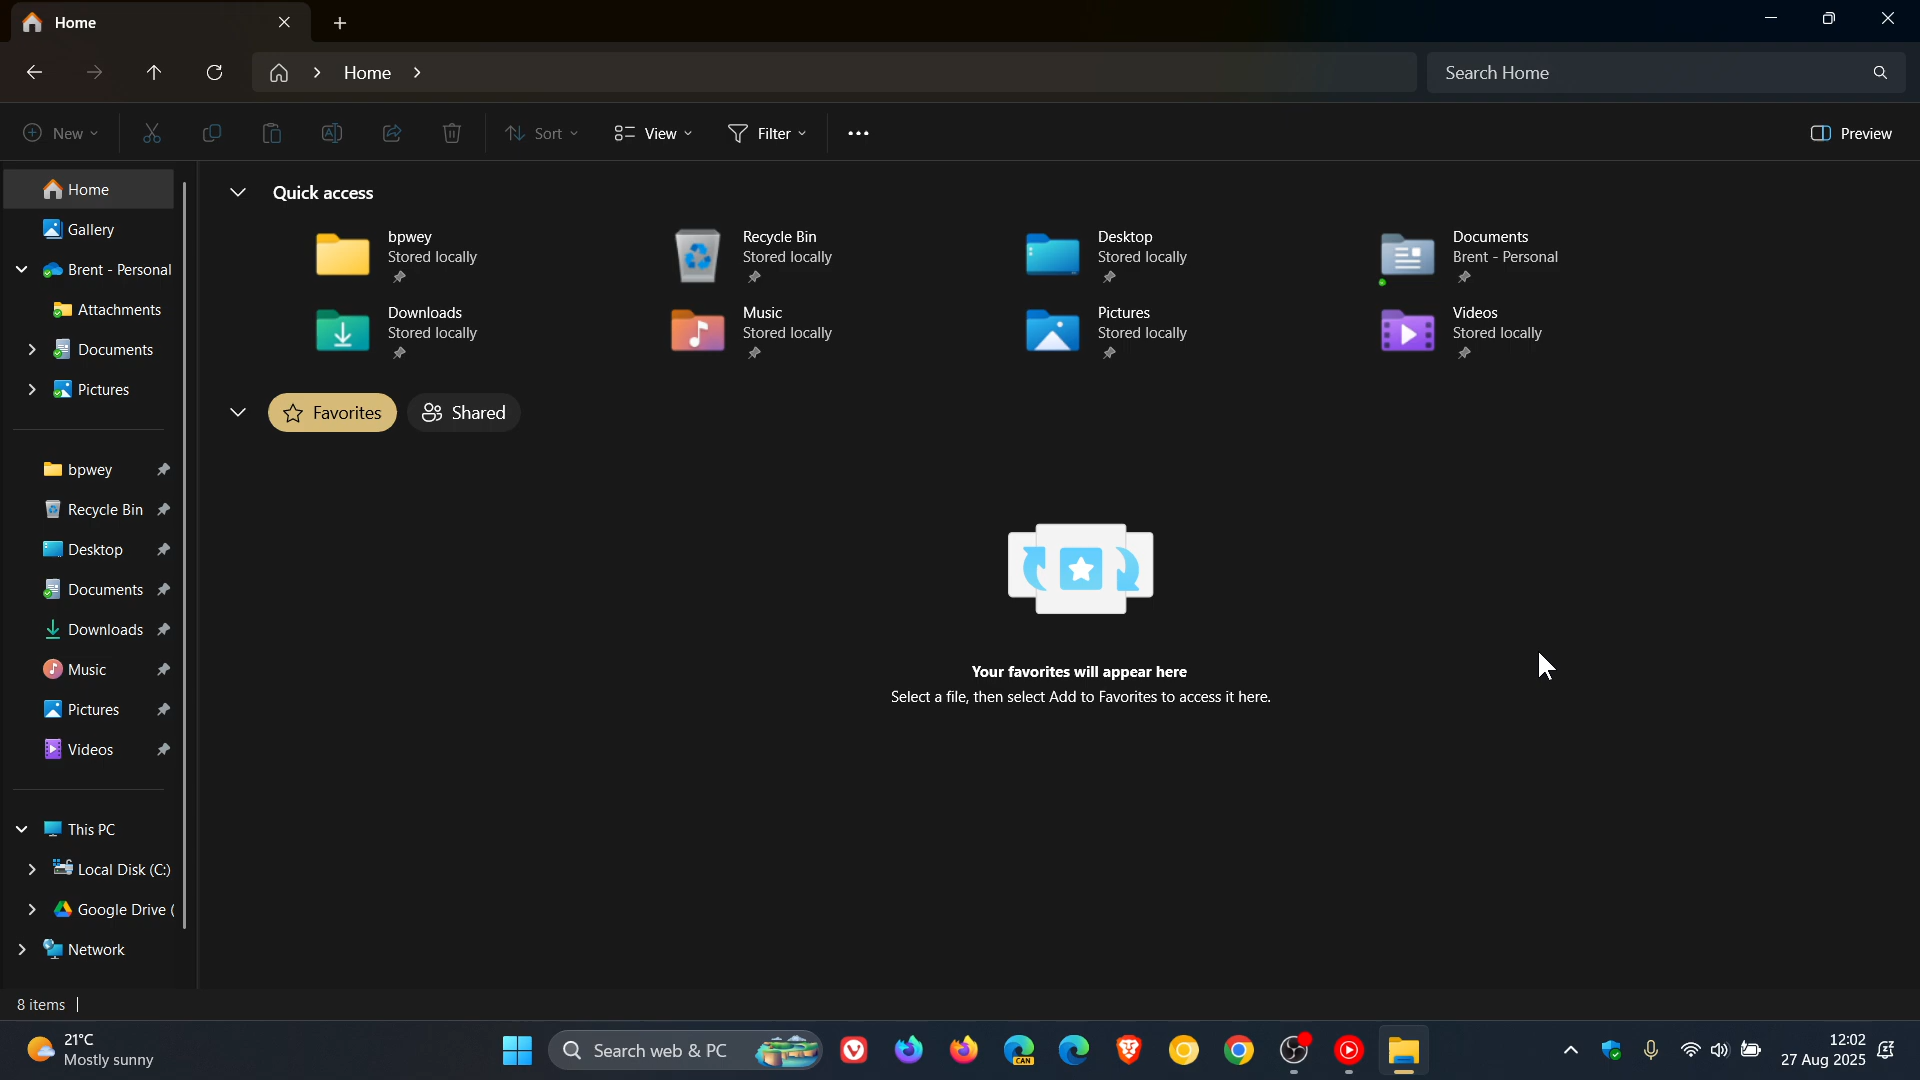 Home
Home
Search Home
New
Sort
View
Filter
Preview
Home
Gallery
Brent - Personal
Attachments
Documents
Pictures
bpwey
Recycle Bin
Desktop
Documents
Downloads
Music
Pictures
Videos
This PC
Local Disk (C:)
Google Drive (
Network
Quick access
bpwey
Stored locally
Recycle Bin
Stored locally
Desktop
Stored locally
Documents
Brent - Personal
Downloads
Stored locally
Music
Stored locally
Pictures
Stored locally
Videos
Stored locally
Favorites
Shared
Your favorites will appear here
Select a file, then select Add to Favorites to access it here.
8 items
21°C
Mostly sunny
Search web & PC
CAN
12:02
27 Aug 2025